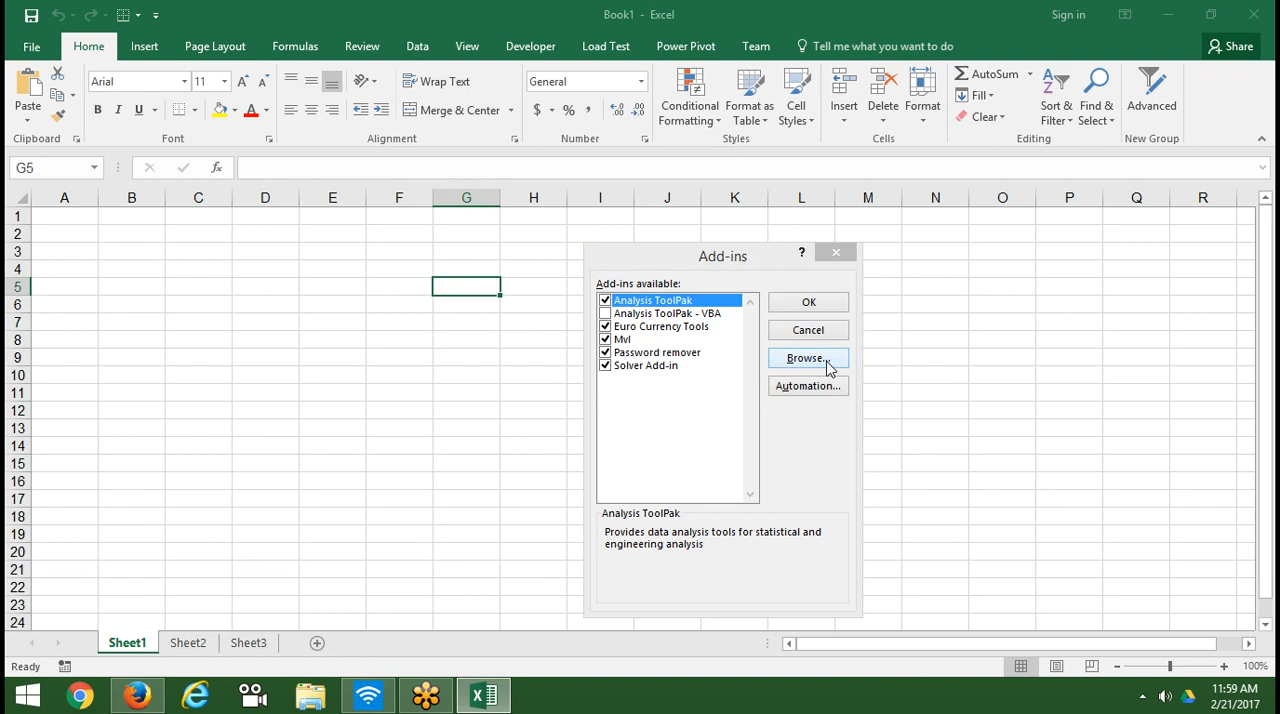 Book1 - Excel
Sign in
File Home Insert Page Layout Formulas Review Data View Developer Load Test Power Pivot Team Tell me what you want to do Share
Arial 11 Wrap Text General AutoSum
Paste B I U Merge & Center $ % , Conditional Formatting Format as Table Cell Styles Insert Delete Format Fill Clear Sort & Filter Find & Select Advanced
Clipboard Font Alignment Number Styles Cells Editing New Group
G5 fx
A B C D E F G H I J K L M N O P Q R
1
2
3
4
5
6
7
8
9
10
11
12
13
14
15
16
17
18
19
20
21
22
23
24
Add-ins ?
Add-ins available:
Analysis ToolPak
Analysis ToolPak - VBA
Euro Currency Tools
Mvl
Password remover
Solver Add-in
OK
Cancel
Browse...
Automation...
Analysis ToolPak
Provides data analysis tools for statistical and
engineering analysis
Sheet1 Sheet2 Sheet3
Ready 100%
11:59 AM
2/21/2017